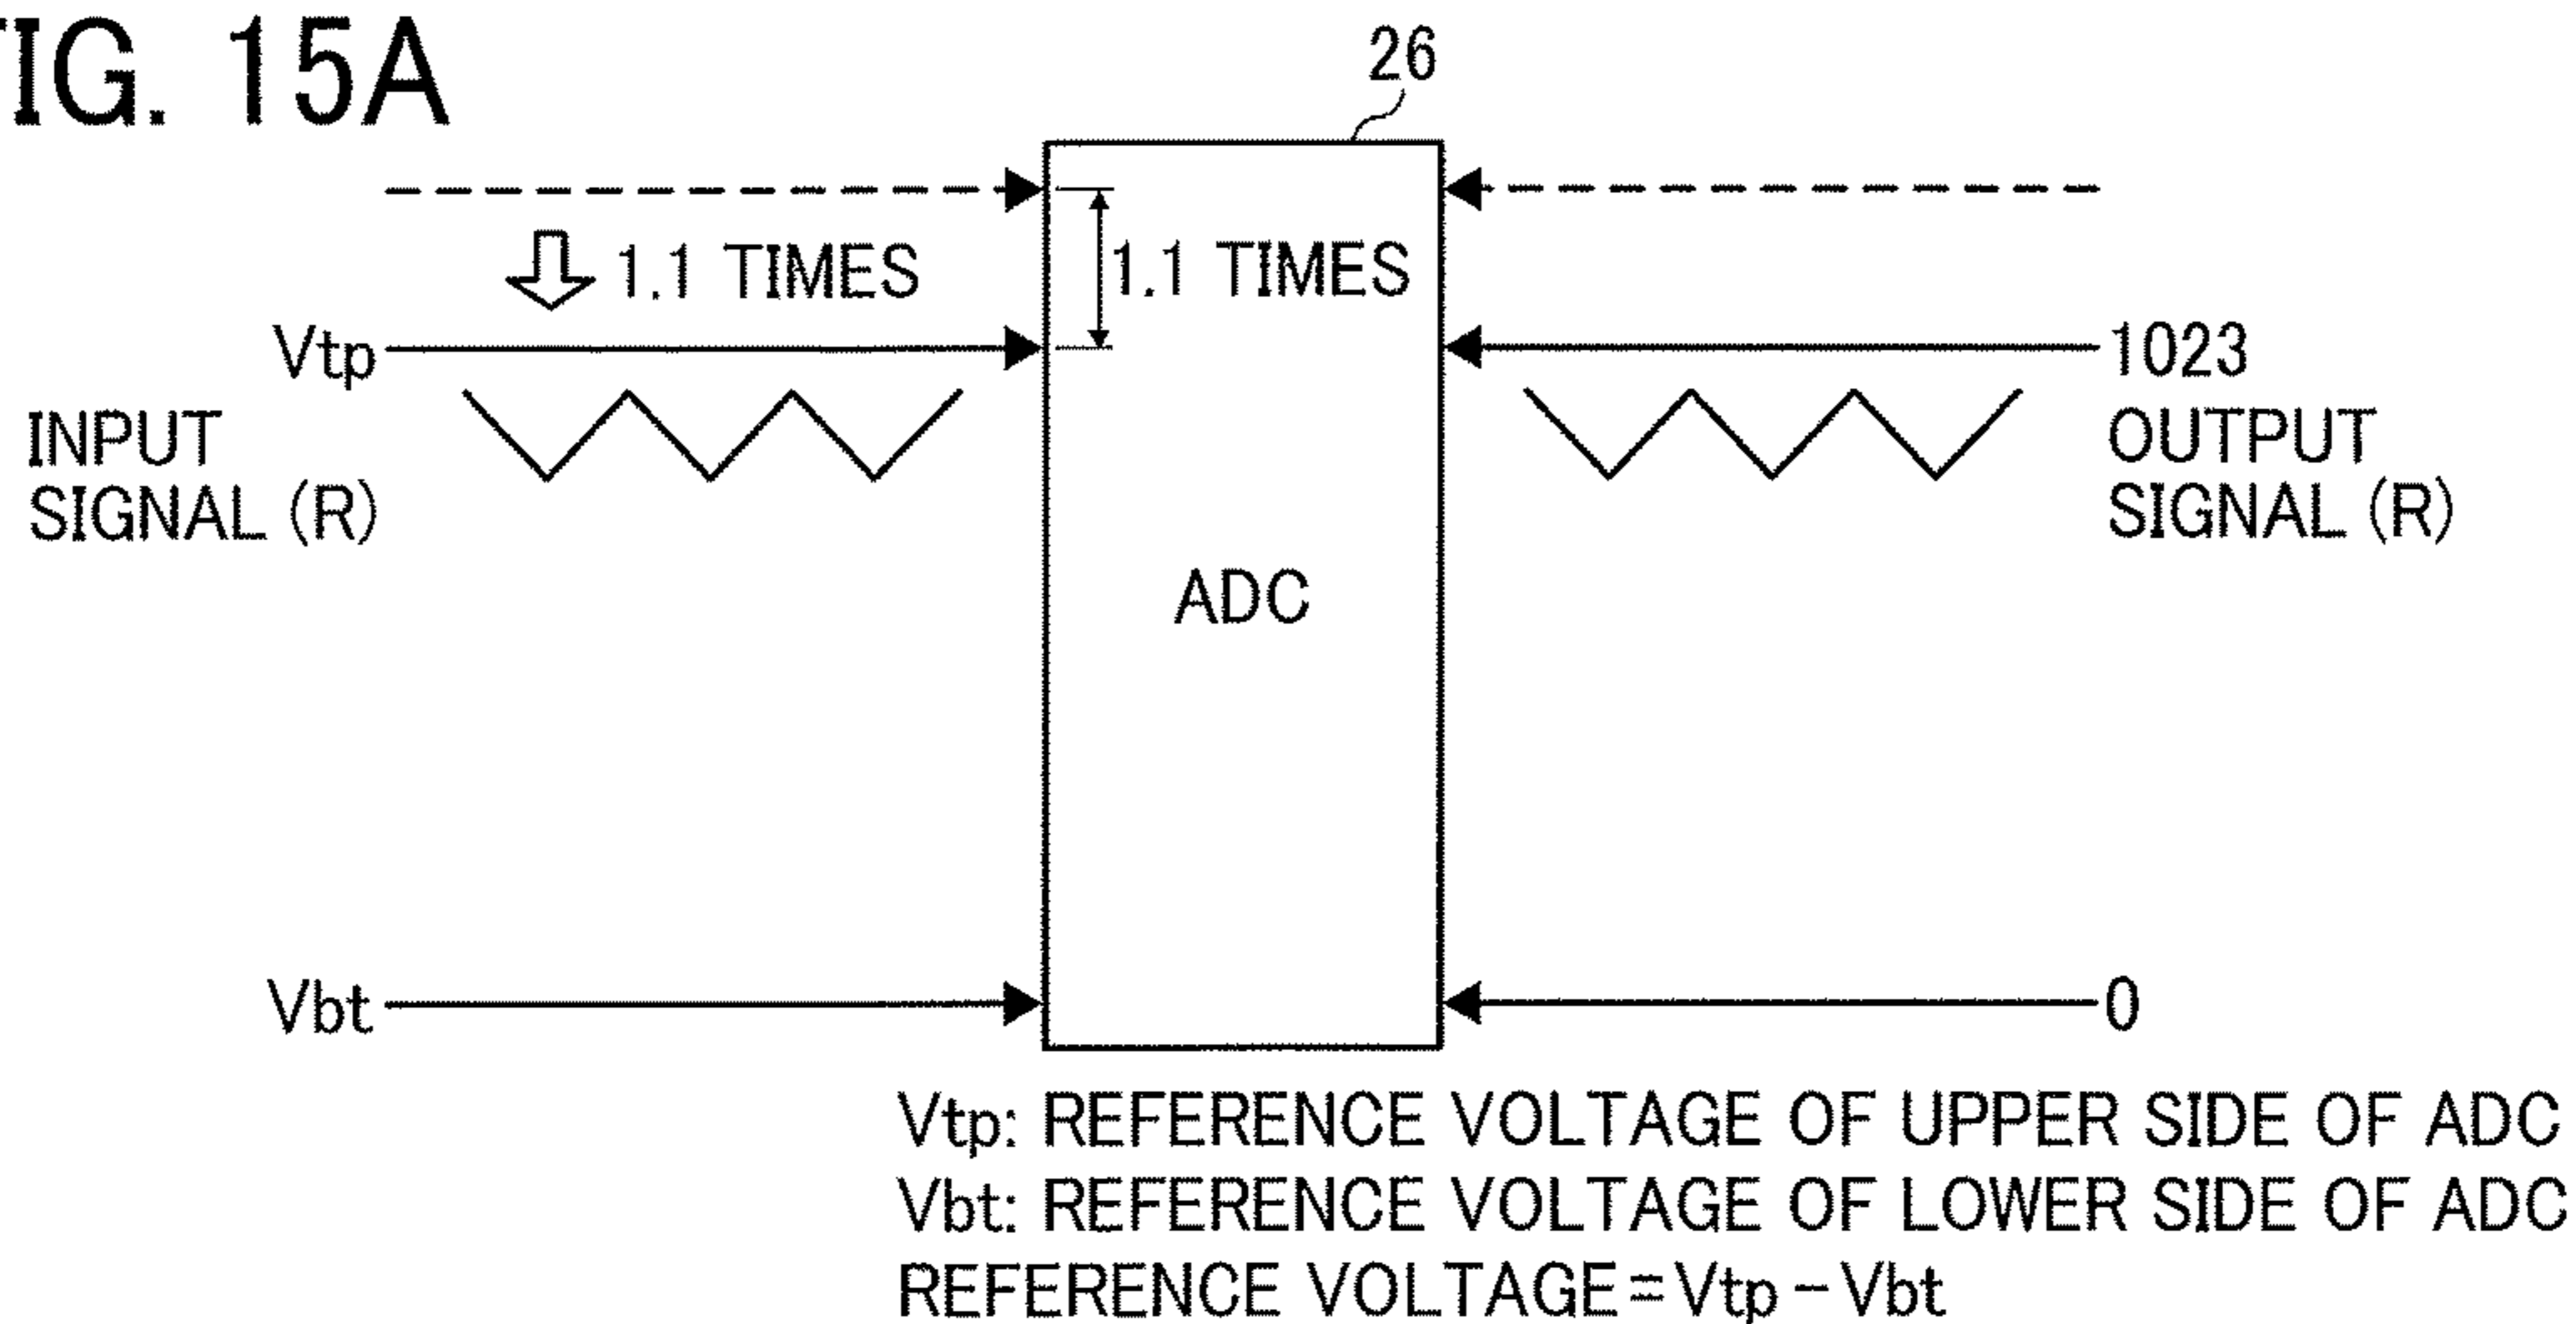 FIG. 15A
26
1.1 TIMES
1.1 TIMES
Vtp
1023
INPUT
SIGNAL (R)
OUTPUT
SIGNAL (R)
ADC
Vbt
0
Vtp: REFERENCE VOLTAGE OF UPPER SIDE OF ADC
Vbt: REFERENCE VOLTAGE OF LOWER SIDE OF ADC
REFERENCE VOLTAGE = Vtp − Vbt